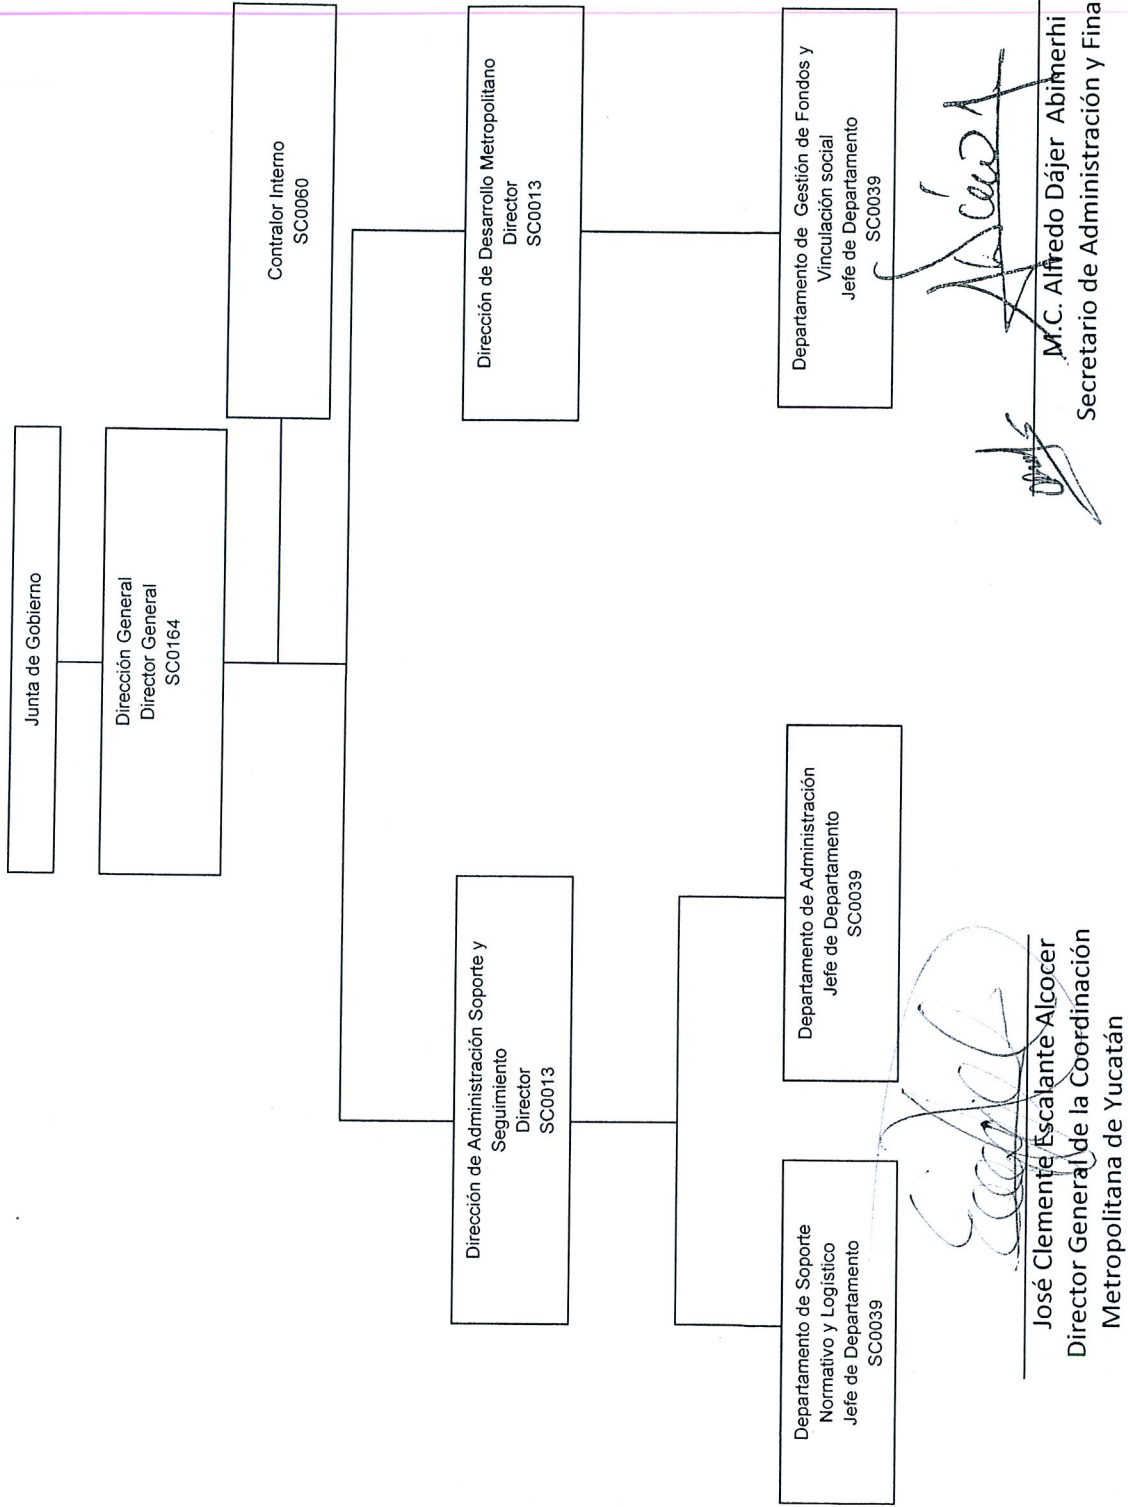 Junta de Gobierno
Dirección General
Director General
SC0164
Contralor Interno
SC0060
Dirección de Administración Soporte y
Seguimiento
Director
SC0013
Dirección de Desarrollo Metropolitano
Director
SC0013
Departamento de Soporte
Normativo y Logístico
Jefe de Departamento
SC0039
Departamento de Administración
Jefe de Departamento
SC0039
Departamento de Gestión de Fondos y
Vinculación social
Jefe de Departamento
SC0039
José Clemente Escalante Alcocer
Director General de la Coordinación
Metropolitana de Yucatán
M.C. Alfredo Dájer Abimerhi
Secretario de Administración y Fina